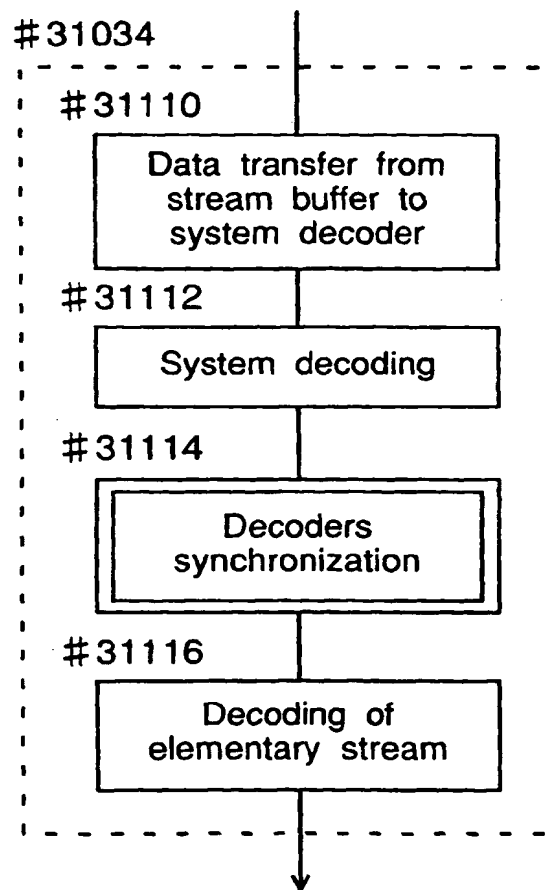 #31034
#31110
Data transfer from
stream buffer to
system decoder
#31112
System decoding
#31114
Decoders
synchronization
#31116
Decoding of
elementary stream